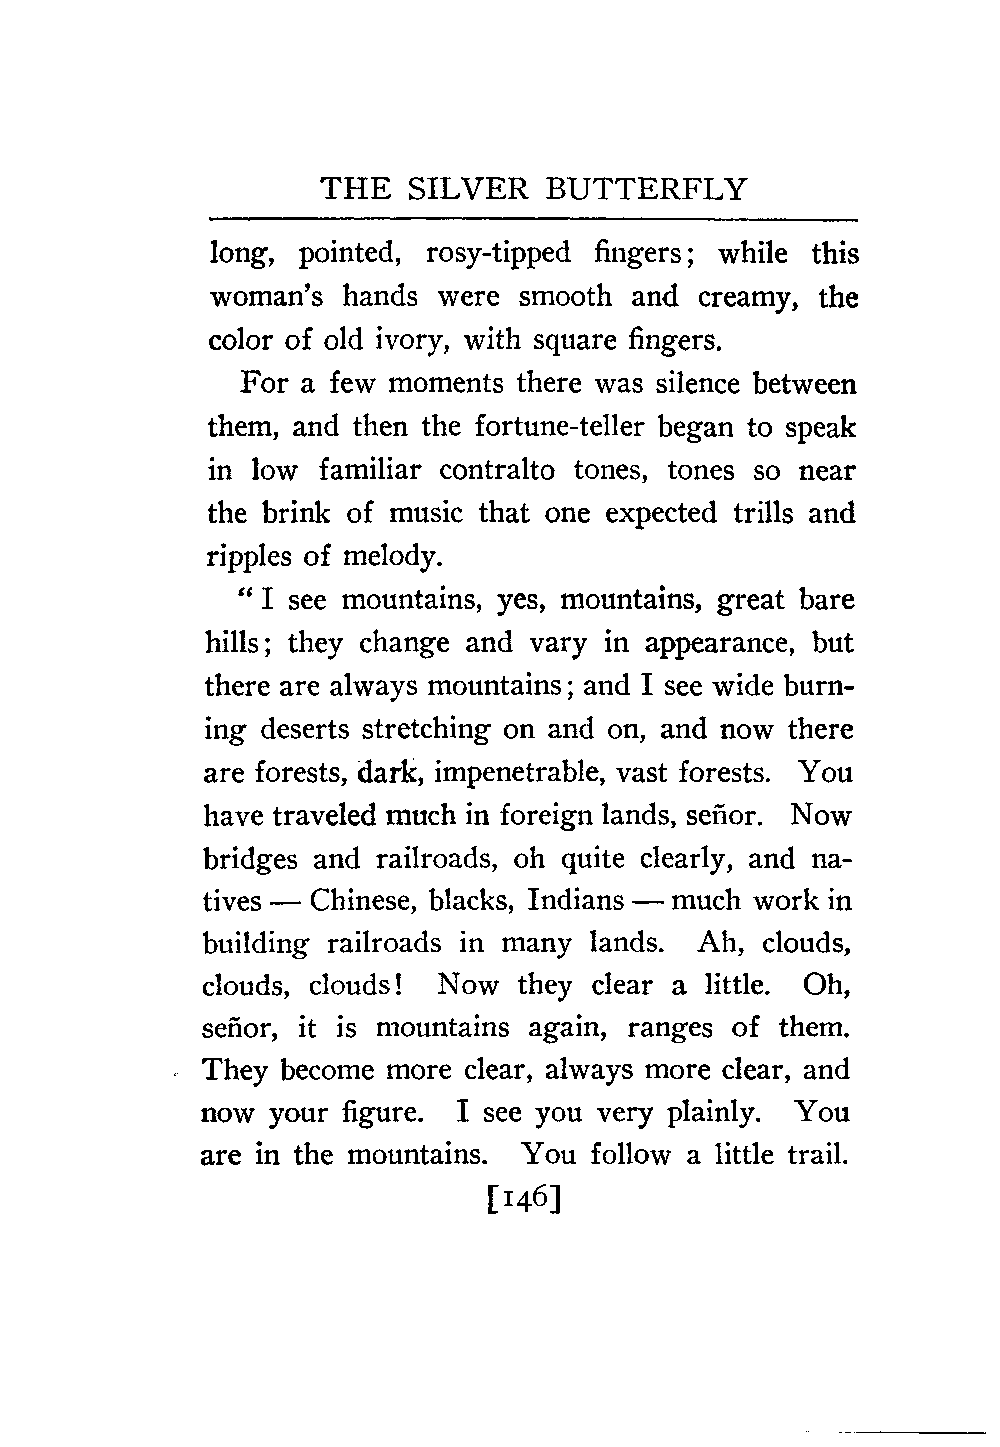 THE SILVER BUTTERFLY
long, pointed, rosy-tipped fingers; while this
woman's hands were smooth and creamy, the
color of old ivory, with square fingers.
For a few moments there was silence between
them, and then the fortune-teller began to speak
in low familiar contralto tones, tones so near
the brink of music that one expected trills and
ripples of melody.
“ I see mountains, yes, mountains, great bare
hills; they change and vary in appearance, but
there are always mountains; and I see wide burn-
ing deserts stretching on and on, and now there
are forests, dark, impenetrable, vast forests. You
have traveled much in foreign lands, señor. Now
bridges and railroads, oh quite clearly, and na-
tives — Chinese, blacks, Indians — much work in
building railroads in many lands. Ah, clouds,
clouds, clouds! Now they clear a little. Oh,
señor, it is mountains again, ranges of them.
They become more clear, always more clear, and
now your figure. I see you very plainly. You
are in the mountains. You follow a little trail.
[146]